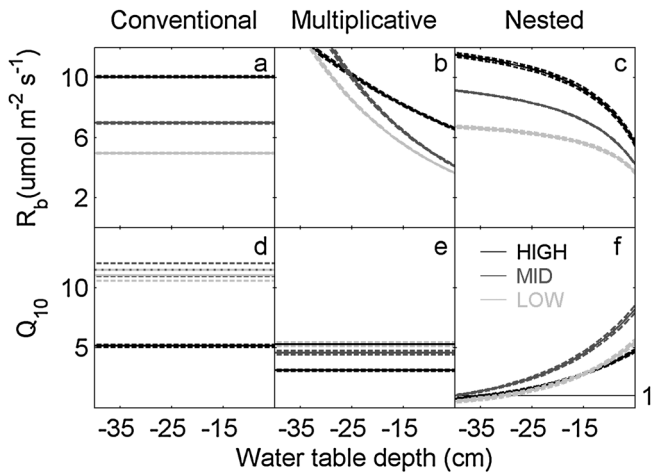 Conventional Multiplicative Nested
a b c
R_b(umol m⁻² s⁻¹)
10
6
2
d e f
HIGH
MID
LOW
Q₁₀
10
5
1
-35 -25 -15 -35 -25 -15 -35 -25 -15
Water table depth (cm)